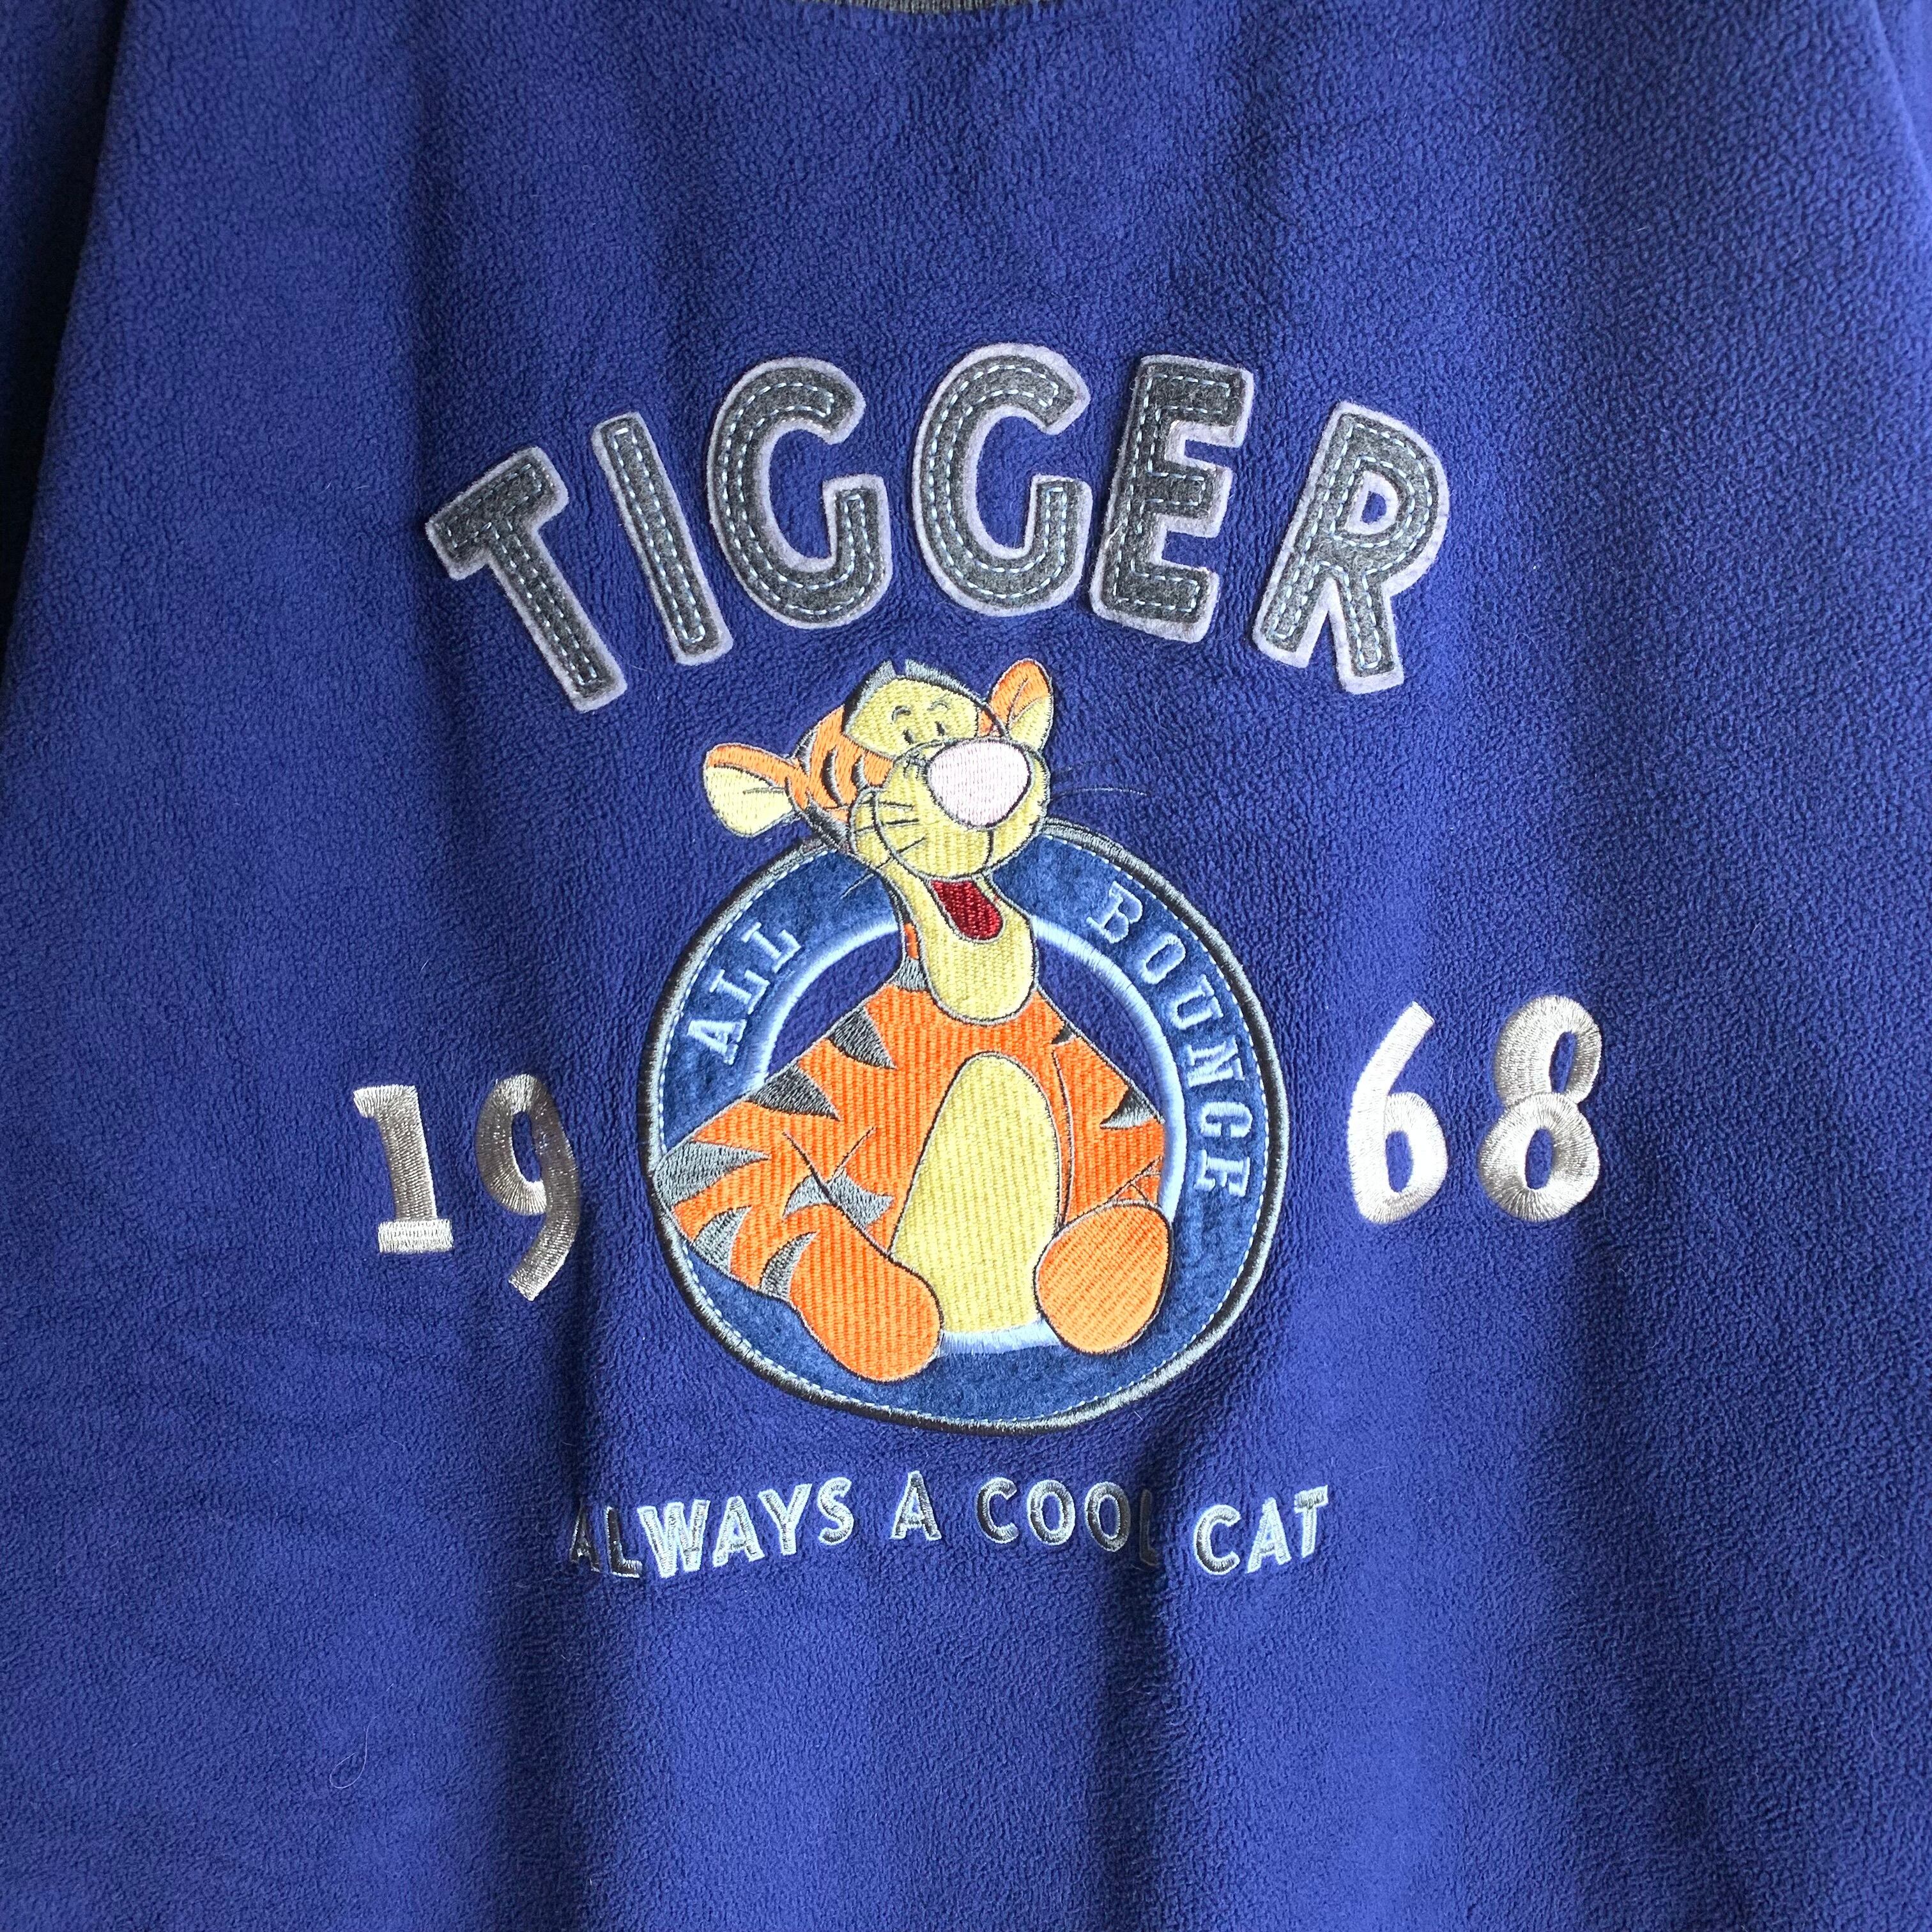 TIGGER
ALL BOUNCE
19 68
ALWAYS A COOL CAT